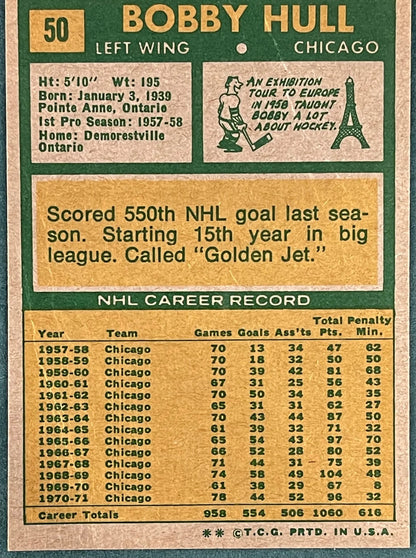 50 BOBBY HULL
LEFT WING • CHICAGO
Ht: 5'10" Wt: 195
Born: January 3, 1939
Pointe Anne, Ontario
1st Pro Season: 1957-58
Home: Demorestville
Ontario
AN EXHIBITION
TOUR TO EUROPE
IN 1958 TAUGHT
BOBBY A LOT
ABOUT HOCKEY.
Scored 550th NHL goal last sea-
son. Starting 15th year in big
league. Called "Golden Jet."
NHL CAREER RECORD
Total Penalty
Year Team Games Goals Ass'ts Pts. Min.
1957-58 Chicago 70 13 34 47 62
1958-59 Chicago 70 18 32 50 50
1959-60 Chicago 70 39 42 81 68
1960-61 Chicago 67 31 25 56 43
1961-62 Chicago 70 50 34 84 35
1962-63 Chicago 65 31 31 62 27
1963-64 Chicago 70 43 44 87 50
1964-65 Chicago 61 39 32 71 32
1965-66 Chicago 65 54 43 97 70
1966-67 Chicago 66 52 28 80 52
1967-68 Chicago 71 44 31 75 39
1968-69 Chicago 74 58 49 104 48
1969-70 Chicago 61 38 29 67 8
1970-71 Chicago 78 44 52 96 32
Career Totals 958 554 506 1060 616
** © T.C.G. PRTD. IN U.S.A.